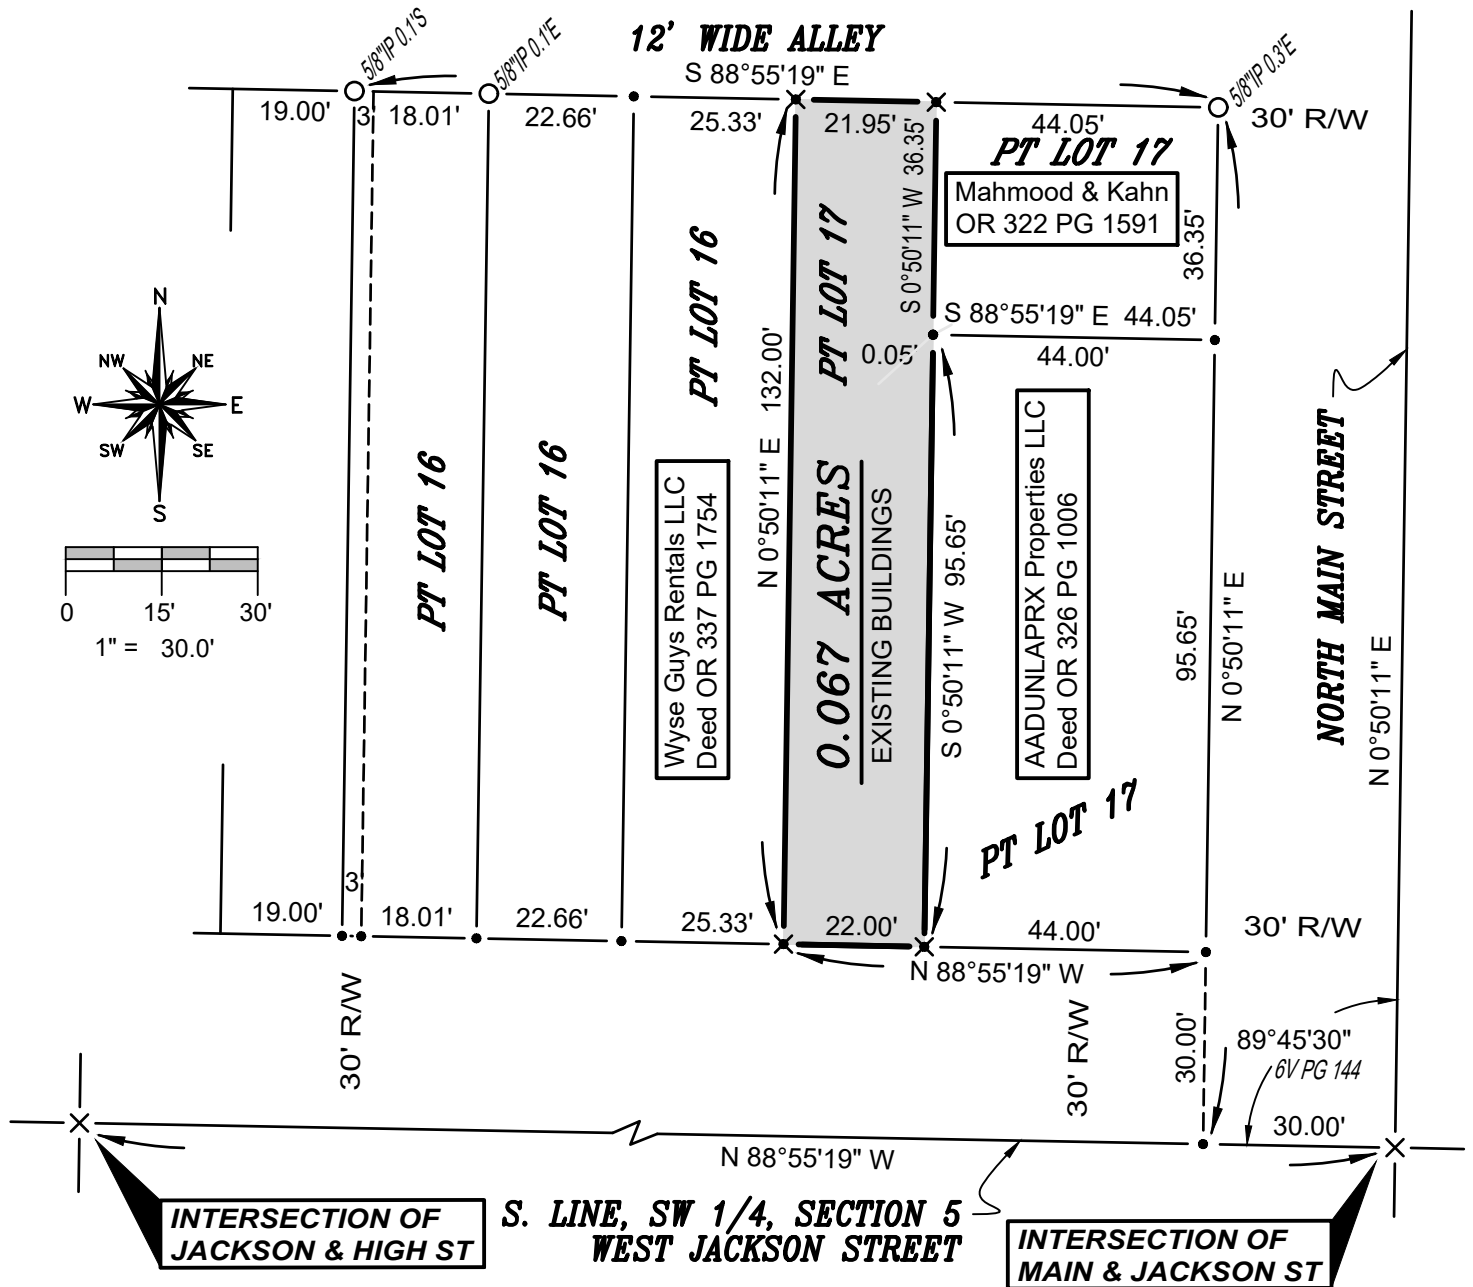 12' WIDE ALLEY
S 88°55'19" E
5/8"IP 0.1'S
5/8"IP 0.1'E
5/8"IP 0.3'E
19.00'
3'
18.01'
22.66'
25.33'
21.95'
44.05'
30' R/W
PT LOT 17
Mahmood & Kahn
OR 322 PG 1591
S 0°50'11" W 36.35'
36.35'
S 88°55'19" E 44.05'
0.05'
44.00'
PT LOT 16
PT LOT 17
N 0°50'11" E 132.00'
N
NE
E
SE
S
SW
W
NW
0
15'
30'
1" = 30.0'
PT LOT 16
PT LOT 16
Wyse Guys Rentals LLC
Deed OR 337 PG 1754
0.067 ACRES
EXISTING BUILDINGS
S 0°50'11" W 95.65'
AADUNLAPRX Properties LLC
Deed OR 326 PG 1006
95.65'
N 0°50'11" E
NORTH MAIN STREET
N 0°50'11" E
PT LOT 17
19.00'
3'
18.01'
22.66'
25.33'
22.00'
44.00'
30' R/W
N 88°55'19" W
30' R/W
30' R/W
30.00'
89°45'30"
6V PG 144
30.00'
N 88°55'19" W
S. LINE, SW 1/4, SECTION 5
WEST JACKSON STREET
INTERSECTION OF
JACKSON & HIGH ST
INTERSECTION OF
MAIN & JACKSON ST